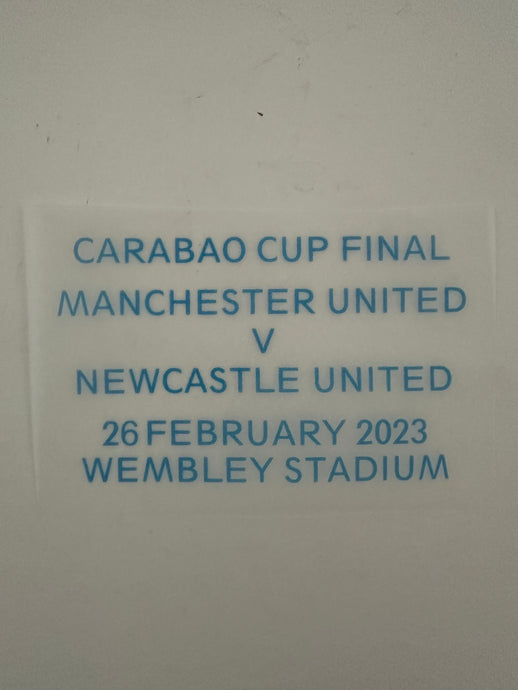 CARABAO CUP FINAL
MANCHESTER UNITED
V
NEWCASTLE UNITED
26 FEBRUARY 2023
WEMBLEY STADIUM